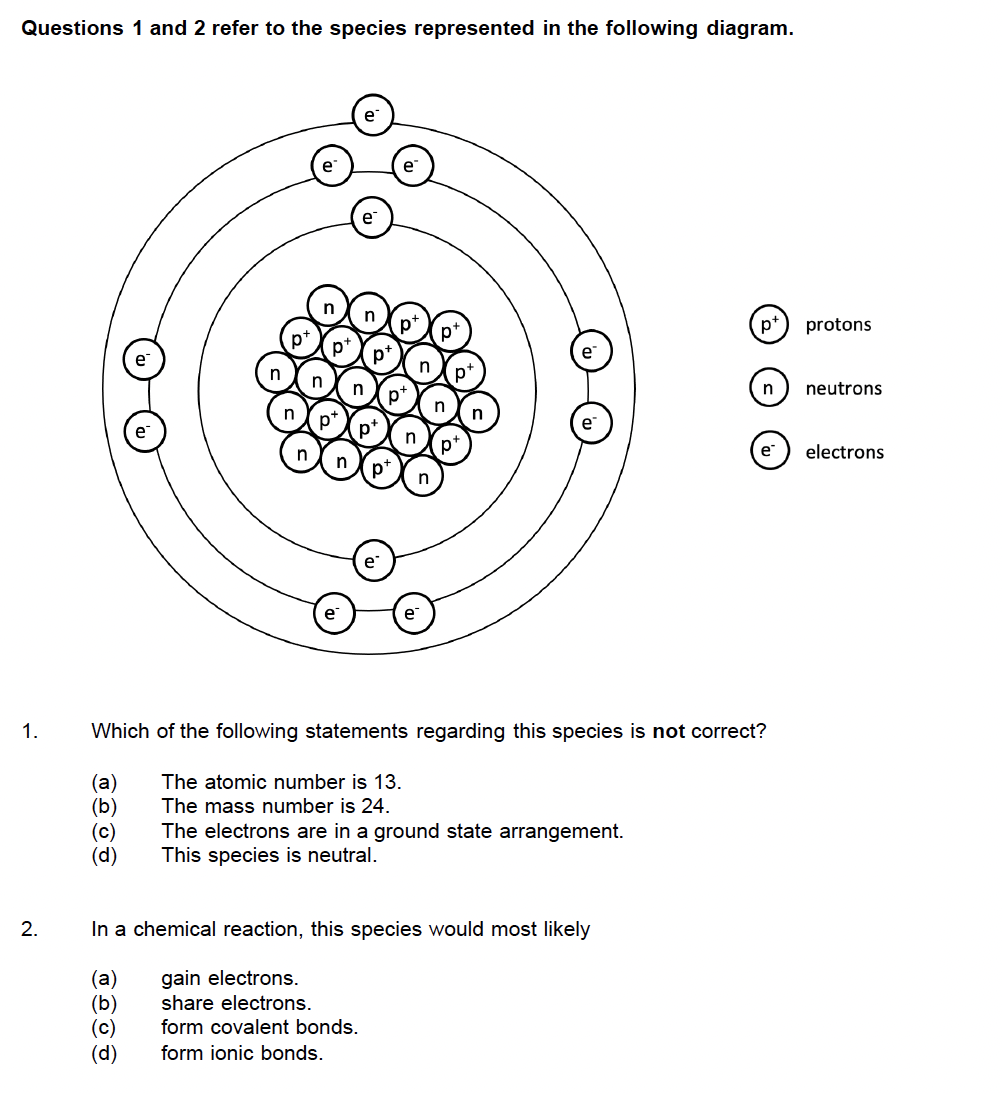 Questions 1 and 2 refer to the species represented in the following diagram.
e⁻
e⁻ e⁻
e⁻
n n p⁺ p⁺
p⁺ p⁺ p⁺ n p⁺
n n n p⁺ n n
n p⁺ p⁺ n p⁺
n n p⁺ n
e⁻ e⁻
e⁻ e⁻
e⁻
e⁻ e⁻
p⁺ protons
n neutrons
e⁻ electrons
1. Which of the following statements regarding this species is not correct?
(a) The atomic number is 13.
(b) The mass number is 24.
(c) The electrons are in a ground state arrangement.
(d) This species is neutral.
2. In a chemical reaction, this species would most likely
(a) gain electrons.
(b) share electrons.
(c) form covalent bonds.
(d) form ionic bonds.